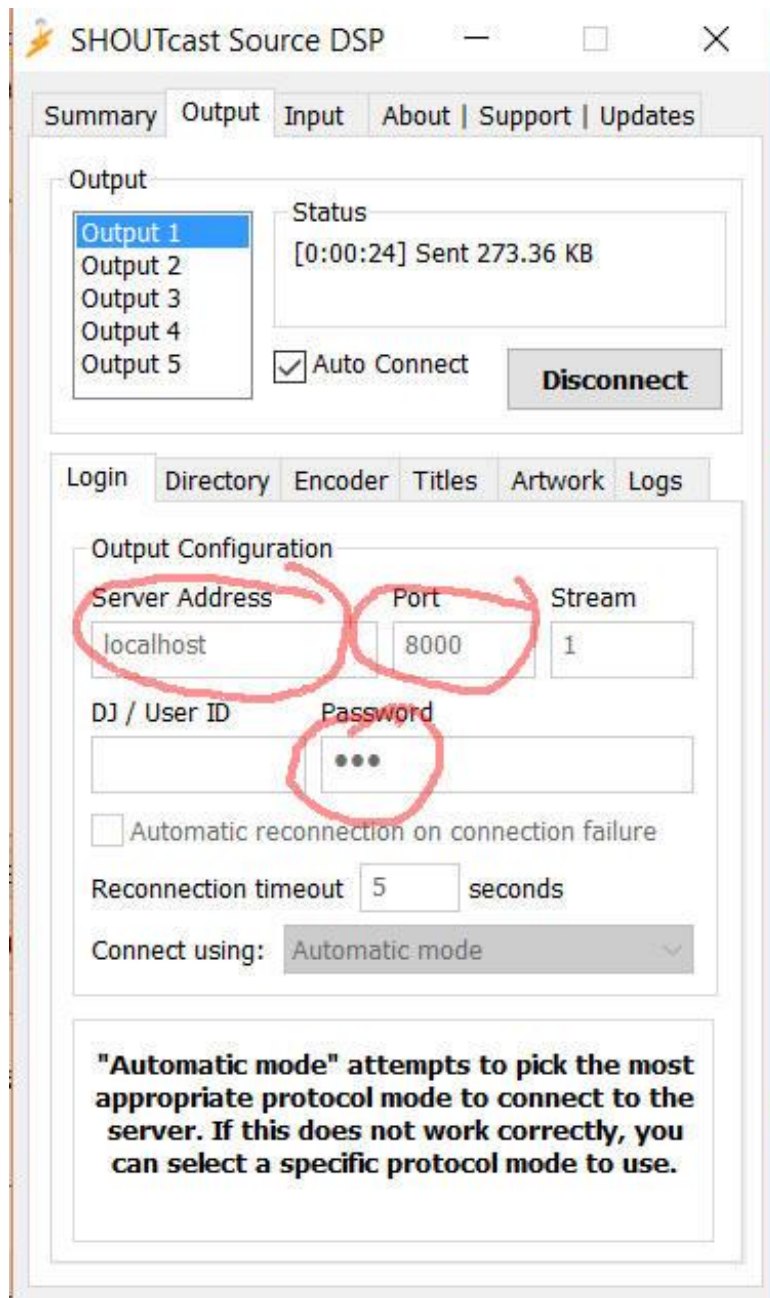 SHOUTcast Source DSP
Summary Output Input About | Support | Updates
Output
Output 1
Output 2
Output 3
Output 4
Output 5
Status
[0:00:24] Sent 273.36 KB
Auto Connect
Disconnect
Login Directory Encoder Titles Artwork Logs
Output Configuration
Server Address Port Stream
localhost 8000 1
DJ / User ID Password
●●●
Automatic reconnection on connection failure
Reconnection timeout 5 seconds
Connect using: Automatic mode
"Automatic mode" attempts to pick the most
appropriate protocol mode to connect to the
server. If this does not work correctly, you
can select a specific protocol mode to use.